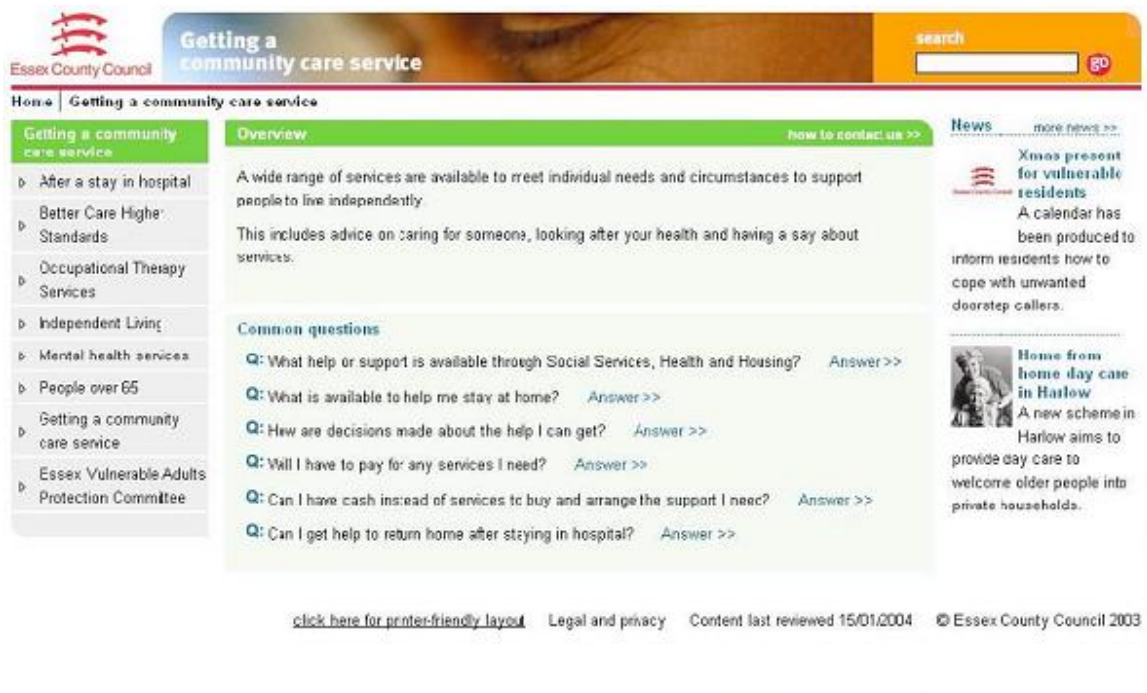 Essex County Council
Getting a
community care service
search
go
Home
Getting a community care service
Getting a community
care service
After a stay in hospital
Better Care Higher
Standards
Occupational Therapy
Services
Independent Living
Mental health services
People over 65
Getting a community
care service
Essex Vulnerable Adults
Protection Committee
Overview
how to contact us >>
A wide range of services are available to meet individual needs and circumstances to support
people to live independently.
This includes advice on caring for someone, looking after your health and having a say about
services.
Common questions
Q: What help or support is available through Social Services, Health and Housing? Answer >>
Q: What is available to help me stay at home? Answer >>
Q: How are decisions made about the help I can get? Answer >>
Q: Will I have to pay for any services I need? Answer >>
Q: Can I have cash instead of services to buy and arrange the support I need? Answer >>
Q: Can I get help to return home after staying in hospital? Answer >>
News more news >>
Xmas present
for vulnerable
residents
A calendar has
been produced to
inform residents how to
cope with unwanted
doorstep callers.
Home from
home day care
in Harlow
A new scheme in
Harlow aims to
provide day care to
welcome older people into
private households.
click here for printer-friendly layout Legal and privacy Content last reviewed 15/01/2004 © Essex County Council 2003